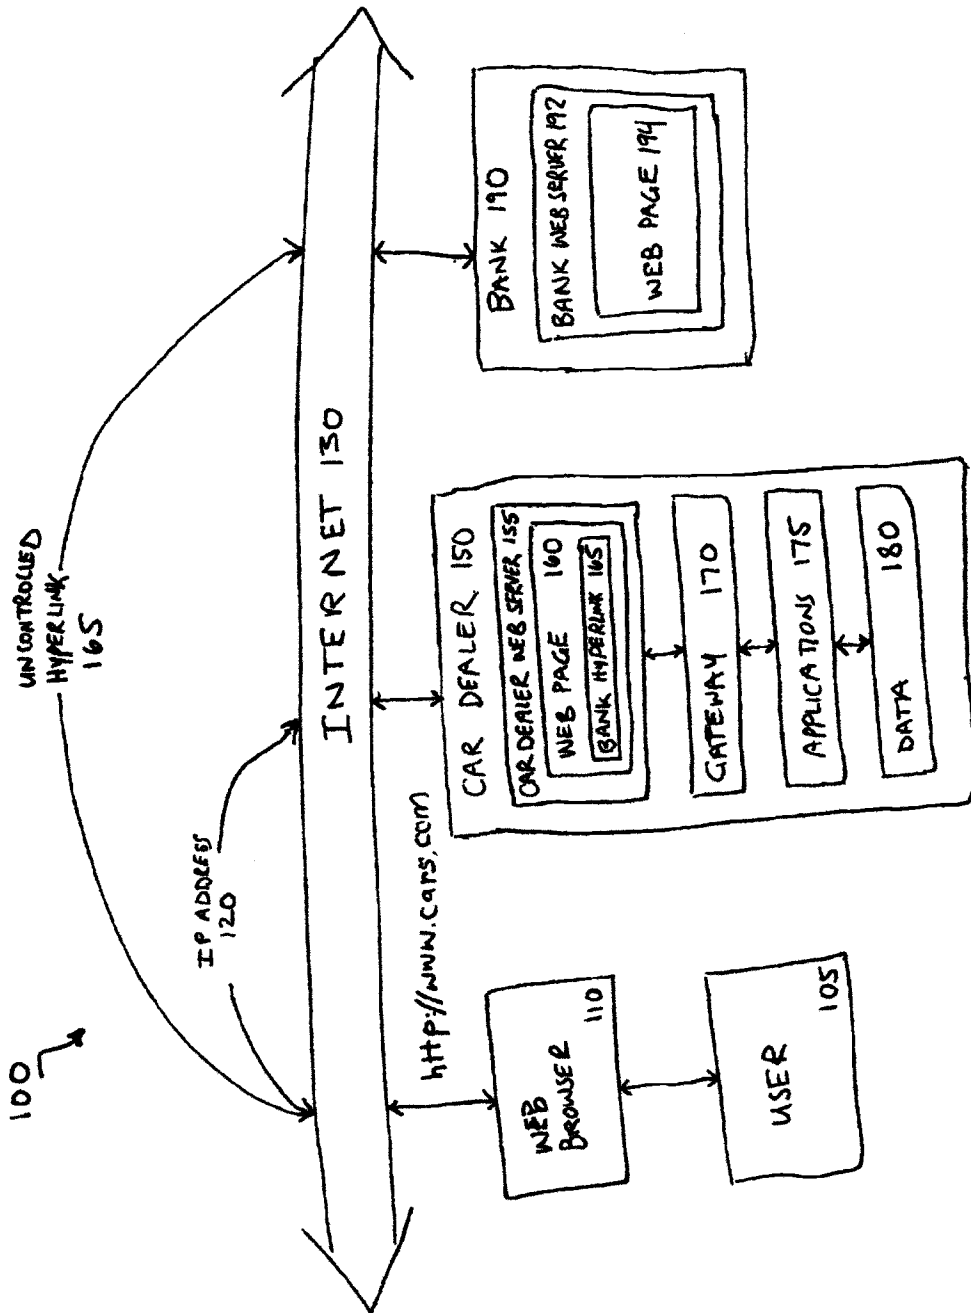 100
UNCONTROLLED
HYPERLINK
165
IP ADDRESS
120
INTERNET 130
http://www.cars.com
WEB
BROWSER
110
USER
105
CAR DEALER 150
CAR DEALER WEB SERVER 155
WEB PAGE 160
BANK HYPERLINK 165
GATEWAY 170
APPLICATIONS 175
DATA 180
BANK 190
BANK WEB SERVER 192
WEB PAGE 194